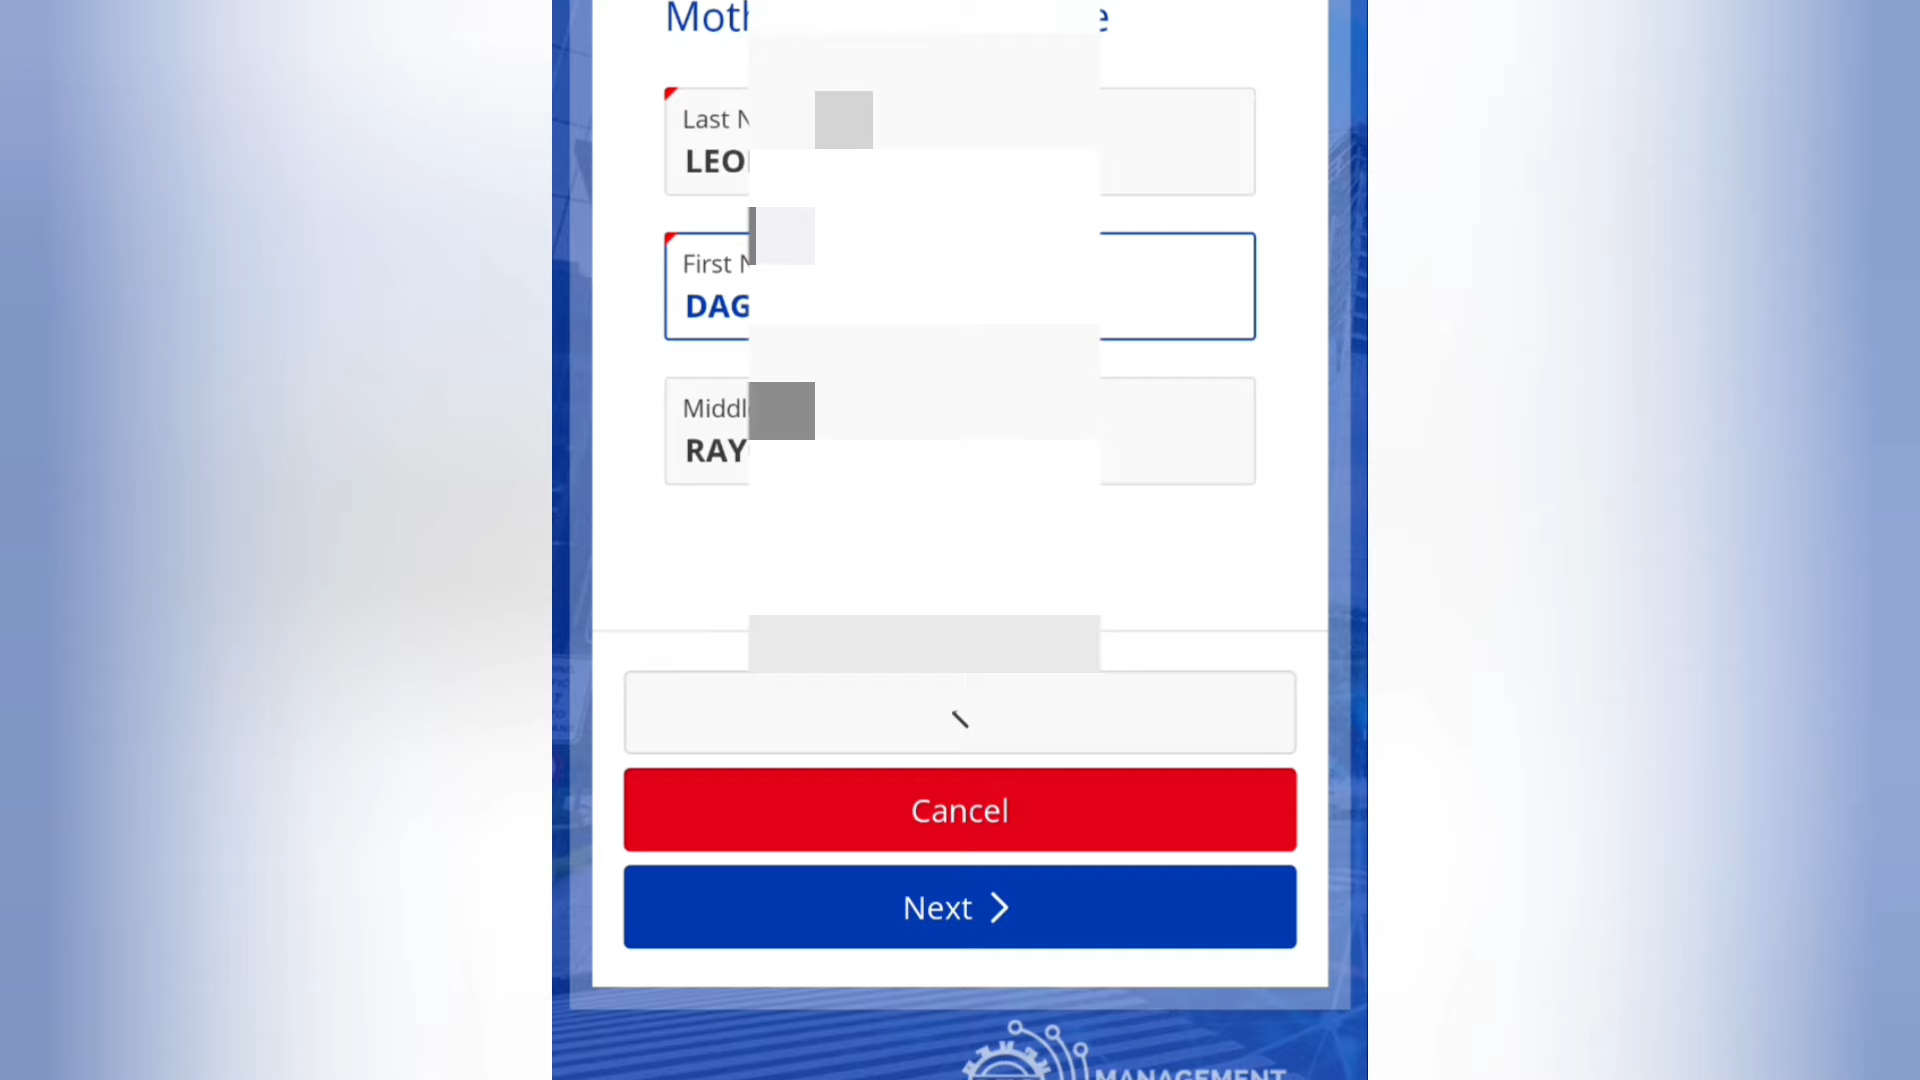 Moth e
Last N
LEO
First N
DAG
Middl
RAY
Cancel
Next
MANAGEMENT